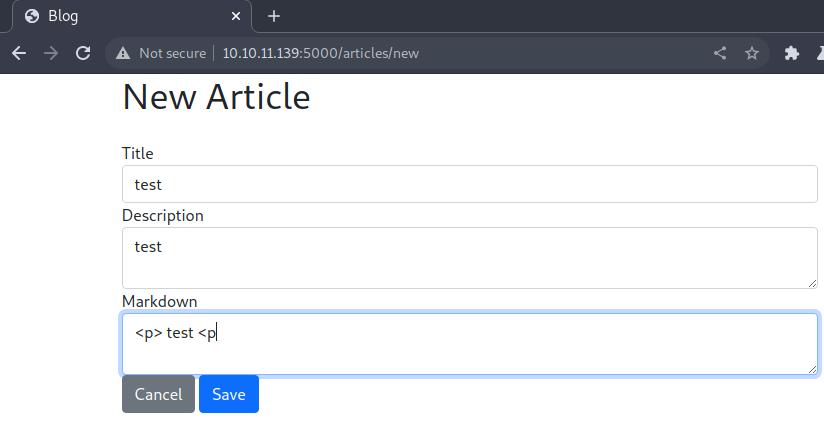 Blog
Not secure 10.10.11.139:5000/articles/new
New Article
Title
test
Description
test
Markdown
<p> test <p
Cancel Save